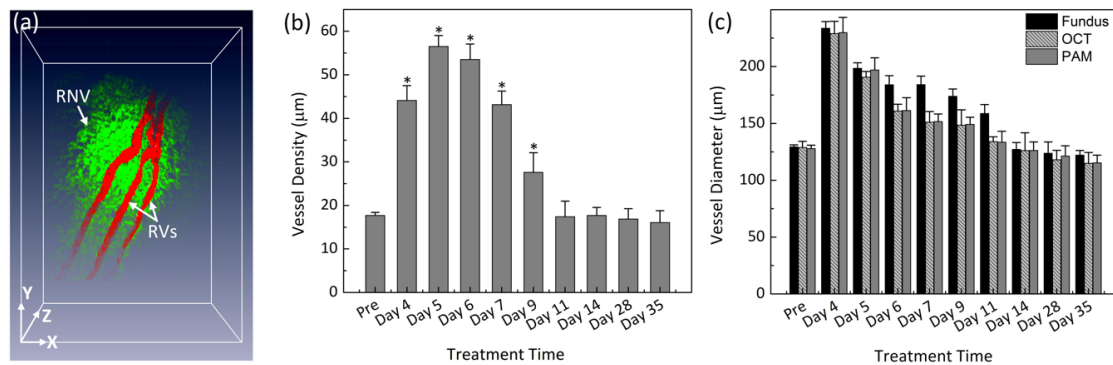 (a)
RNV
RVs
Y
Z
X
(b)
Vessel Density (μm)
60
50
40
30
20
10
0
*
*
*
*
*
Pre
Day 4
Day 5
Day 6
Day 7
Day 9
Day 11
Day 14
Day 28
Day 35
Treatment Time
(c)
Fundus
OCT
PAM
Vessel Diameter (μm)
200
150
100
50
0
Pre
Day 4
Day 5
Day 6
Day 7
Day 9
Day 11
Day 14
Day 28
Day 35
Treatment Time